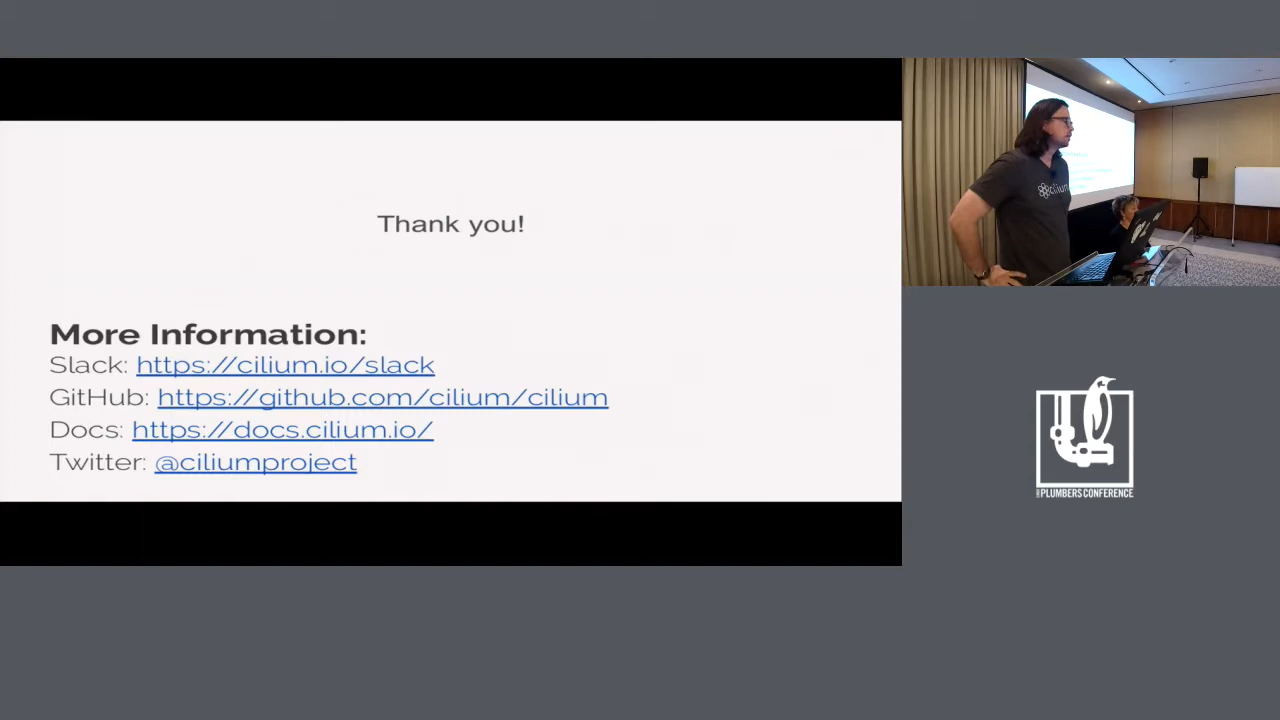 Thank you!
More Information:
Slack: https://cilium.io/slack
GitHub: https://github.com/cilium/cilium
Docs: https://docs.cilium.io/
Twitter: @ciliumproject
cilium
PLUMBERS CONFERENCE